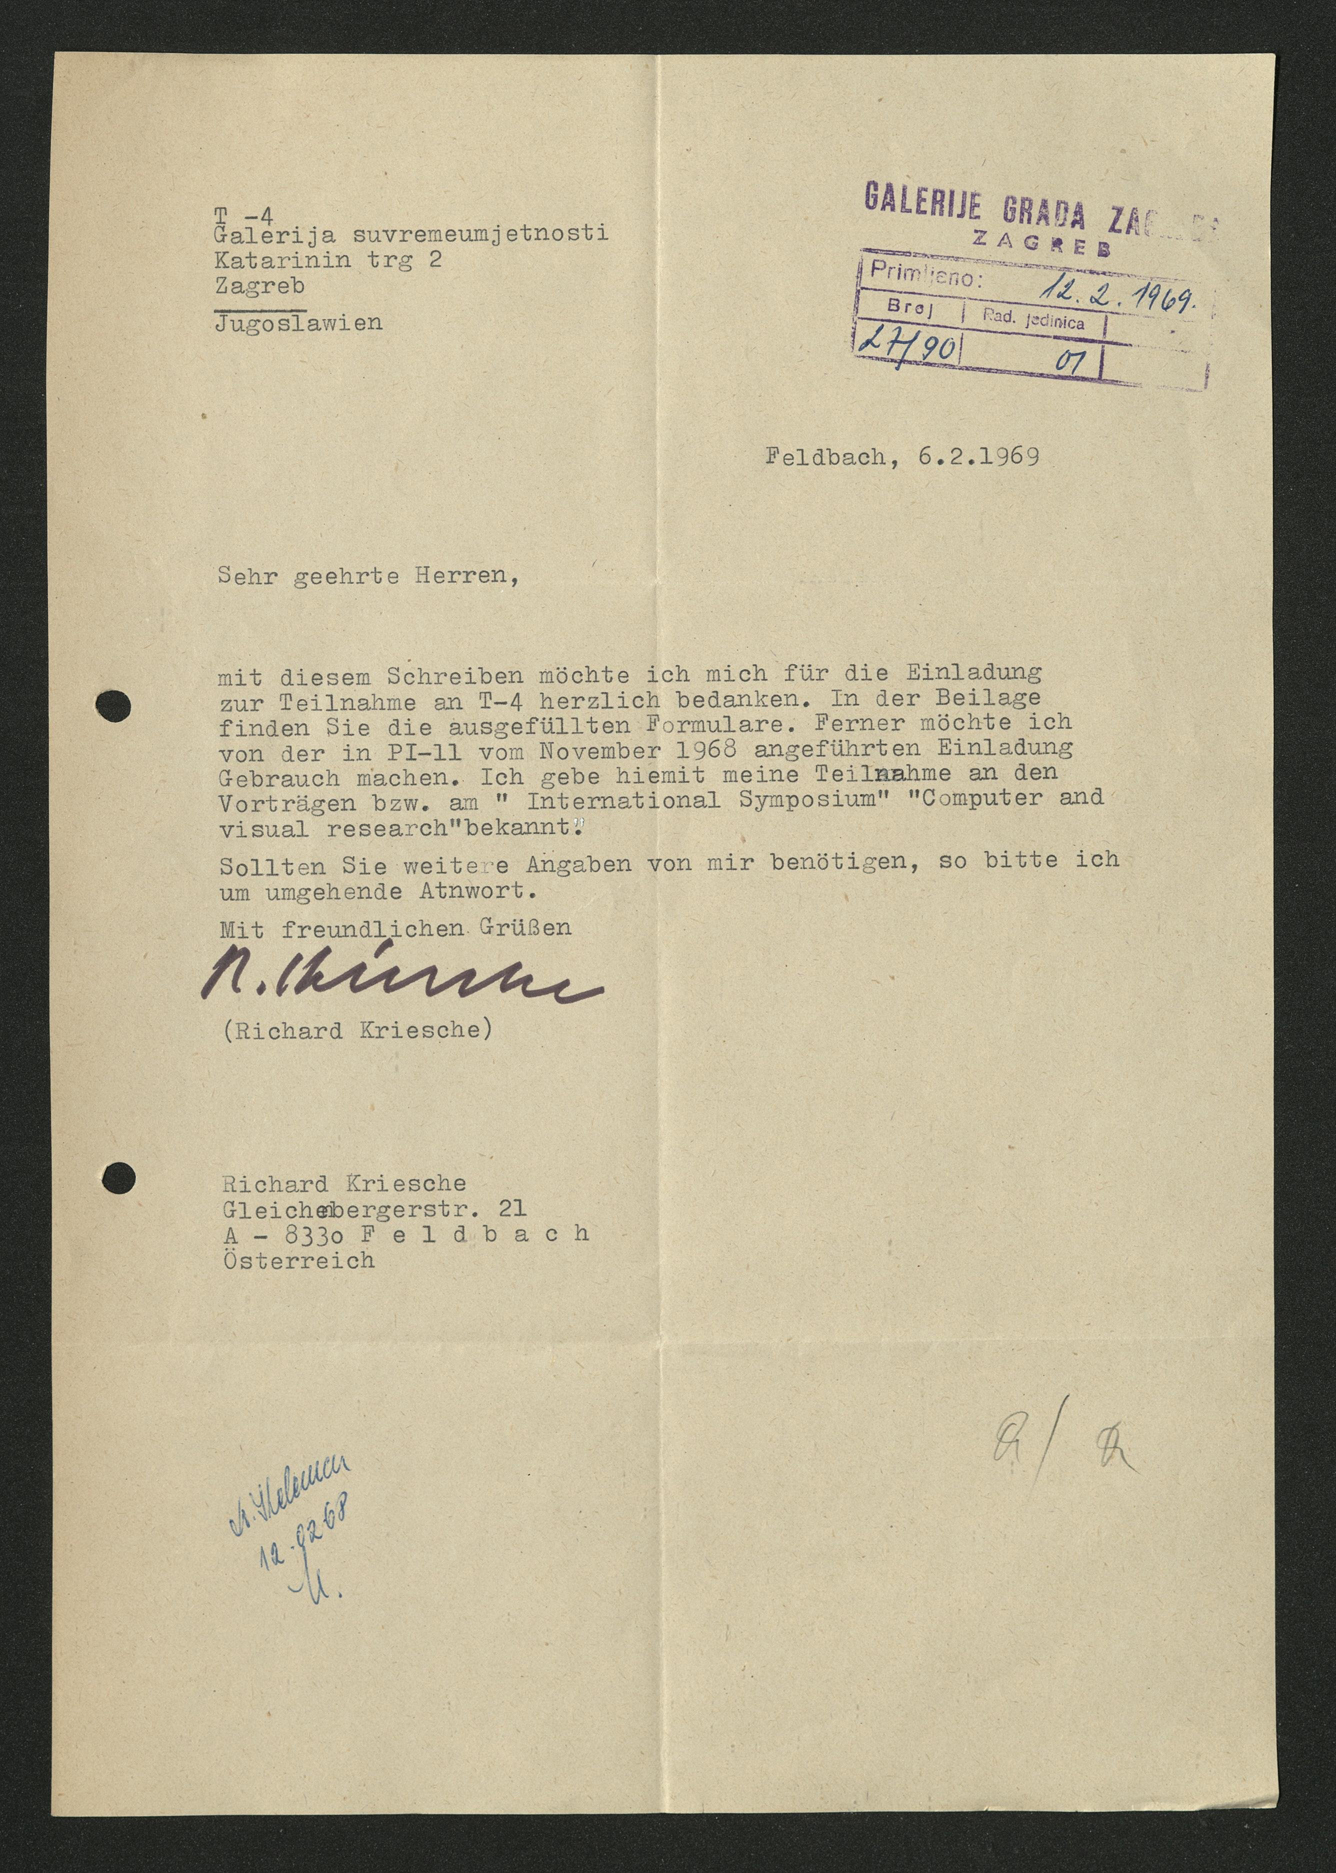 T -4
Galerija suvremeumjetnosti
Katarinin trg 2
Zagreb
Jugoslawien
GALERIJE GRADA
ZAGREB
Primljeno: 12. 2. 1969.
Broj Rad. jedinica
27/90 01
Feldbach, 6.2.1969
Sehr geehrte Herren,
mit diesem Schreiben möchte ich mich für die Einladung
zur Teilnahme an T-4 herzlich bedanken. In der Beilage
finden Sie die ausgefüllten Formulare. Ferner möchte ich
von der in PI-11 vom November 1968 angeführten Einladung
Gebrauch machen. Ich gebe hiemit meine Teilnahme an den
Vorträgen bzw. am " International Symposium" "Computer and
visual research"bekannt.
Sollten Sie weitere Angaben von mir benötigen, so bitte ich
um umgehende Atnwort.
Mit freundlichen Grüßen
R. Kriesche
(Richard Kriesche)
Richard Kriesche
Gleichenbergerstr. 21
A - 833o F e l d b a c h
Österreich
12.02 68